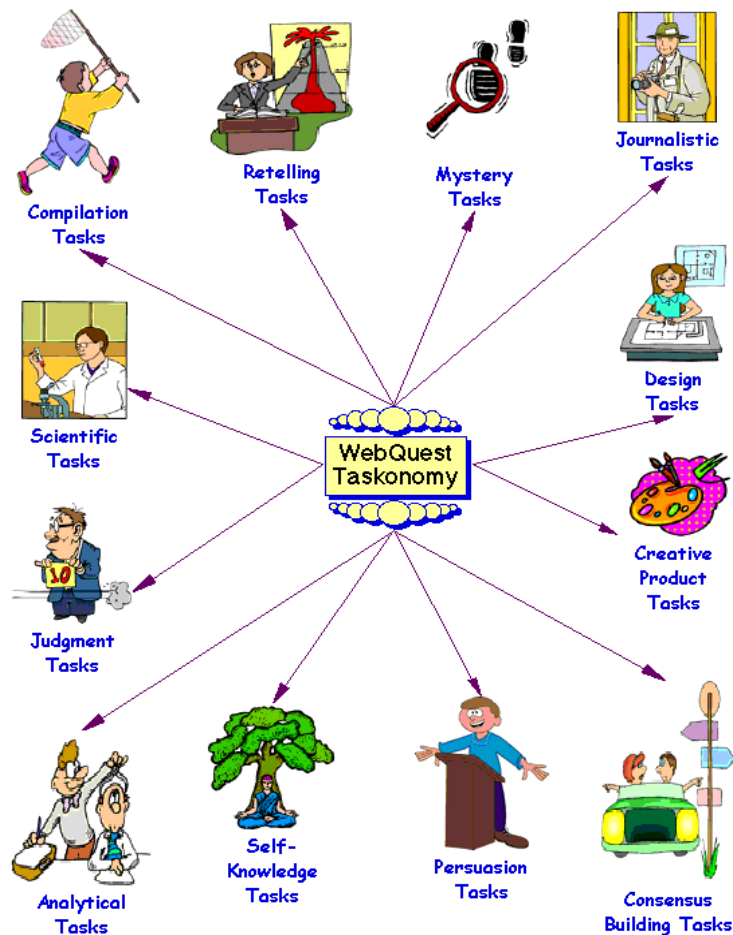 Compilation
Tasks
Retelling
Tasks
Mystery
Tasks
Journalistic
Tasks
Design
Tasks
Scientific
Tasks
WebQuest
Taskonomy
Creative
Product
Tasks
10
Judgment
Tasks
Analytical
Tasks
Self-
Knowledge
Tasks
Persuasion
Tasks
Consensus
Building Tasks